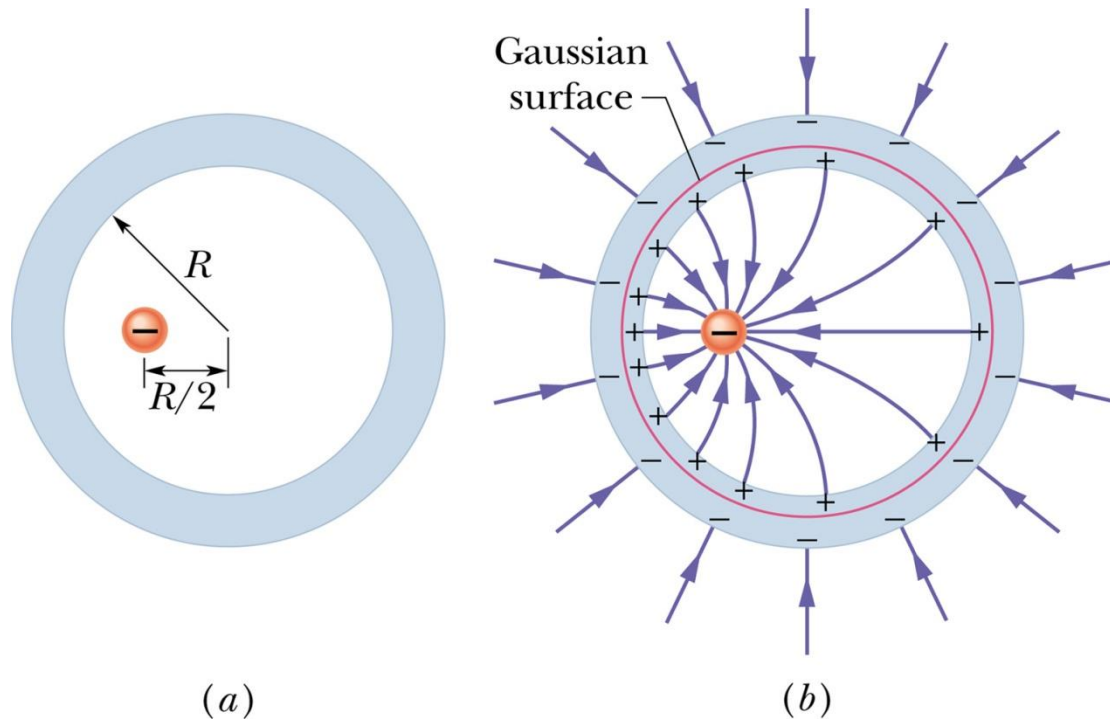 Gaussian
surface
R
R/2
−
−
− − − − − − − − − − − − − −
+ + + + + + + + + + + + + +
(a)
(b)